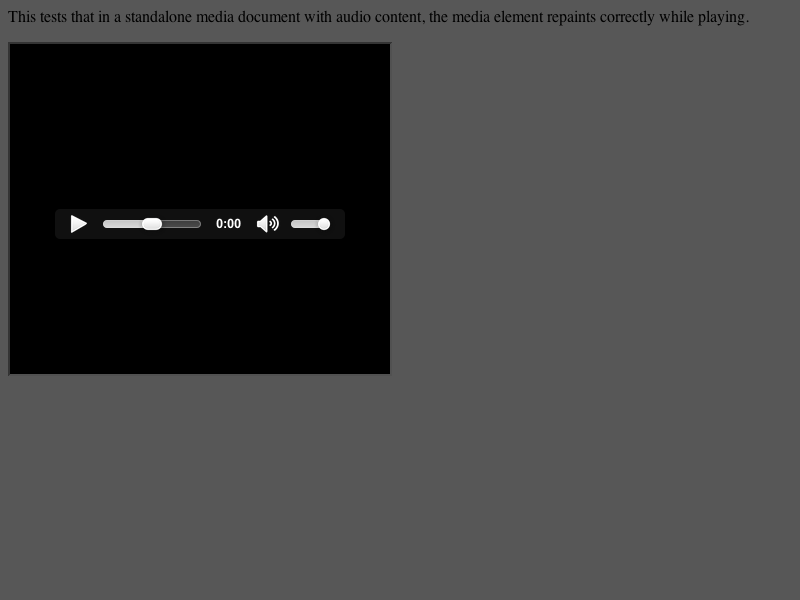 This tests that in a standalone media document with audio content, the media element repaints correctly while playing.
0:00